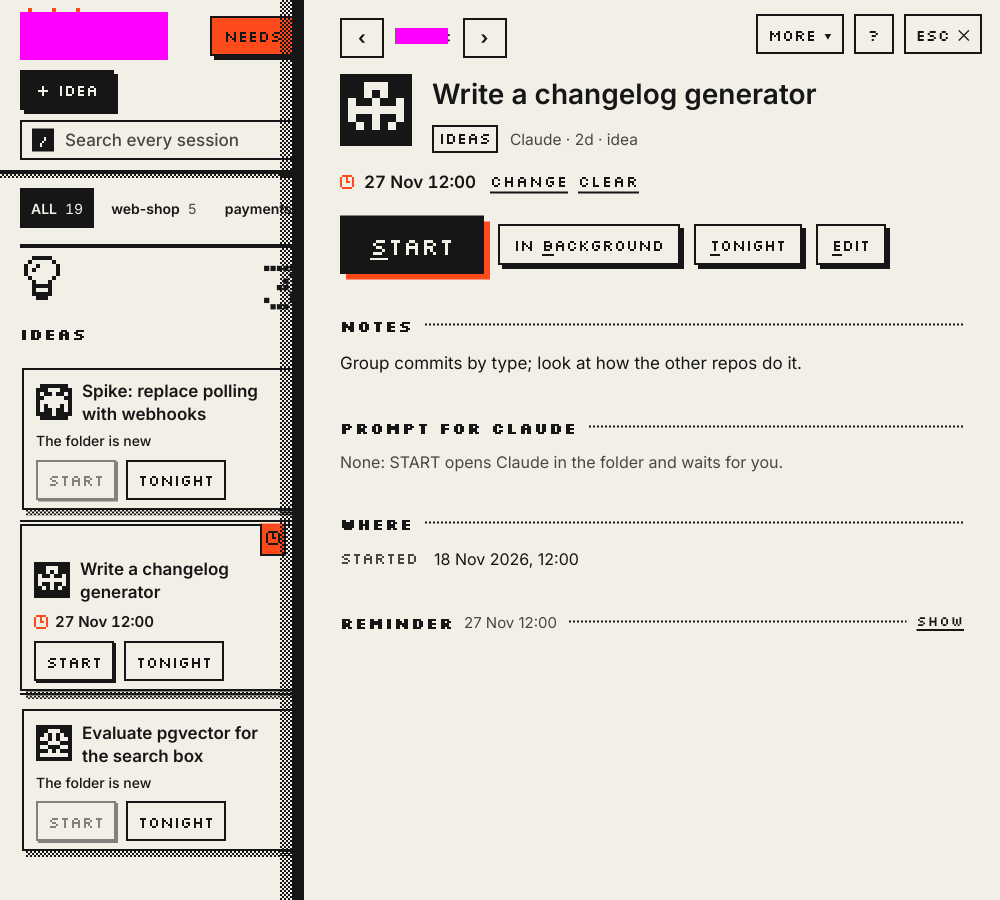 NEEDS
+ IDEA
/ Search every session
ALL 19 web-shop 5 payments
3
IDEAS
Spike: replace polling
with webhooks
The folder is new
START TONIGHT
Write a changelog
generator
27 Nov 12:00
START TONIGHT
Evaluate pgvector for
the search box
The folder is new
START TONIGHT
‹ › MORE ▾ ? ESC ×
Write a changelog generator
IDEAS Claude · 2d · idea
27 Nov 12:00 CHANGE CLEAR
START IN BACKGROUND TONIGHT EDIT
NOTES
Group commits by type; look at how the other repos do it.
PROMPT FOR CLAUDE
None: START opens Claude in the folder and waits for you.
WHERE
STARTED 18 Nov 2026, 12:00
REMINDER 27 Nov 12:00 SHOW